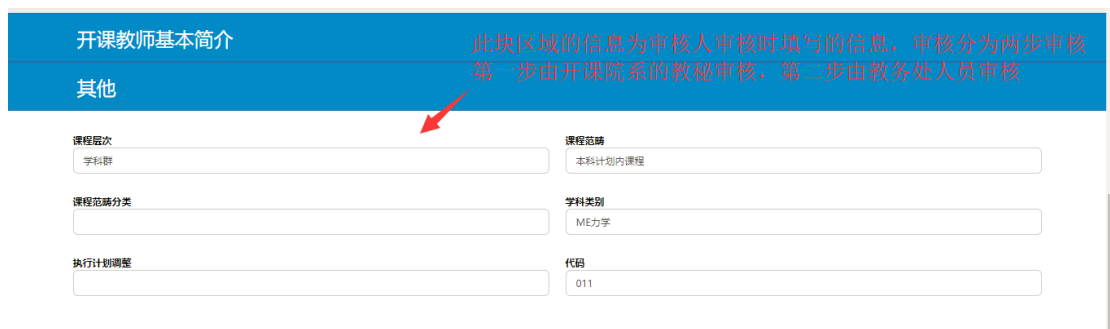 开课教师基本简介
此块区域的信息为审核人审核时填写的信息，审核分为两步审核
第一步由开课院系的教秘审核，第二步由教务处人员审核
其他
课程层次
课程范畴
学科群
本科计划内课程
课程范畴分类
学科类别
ME力学
执行计划调整
代码
011